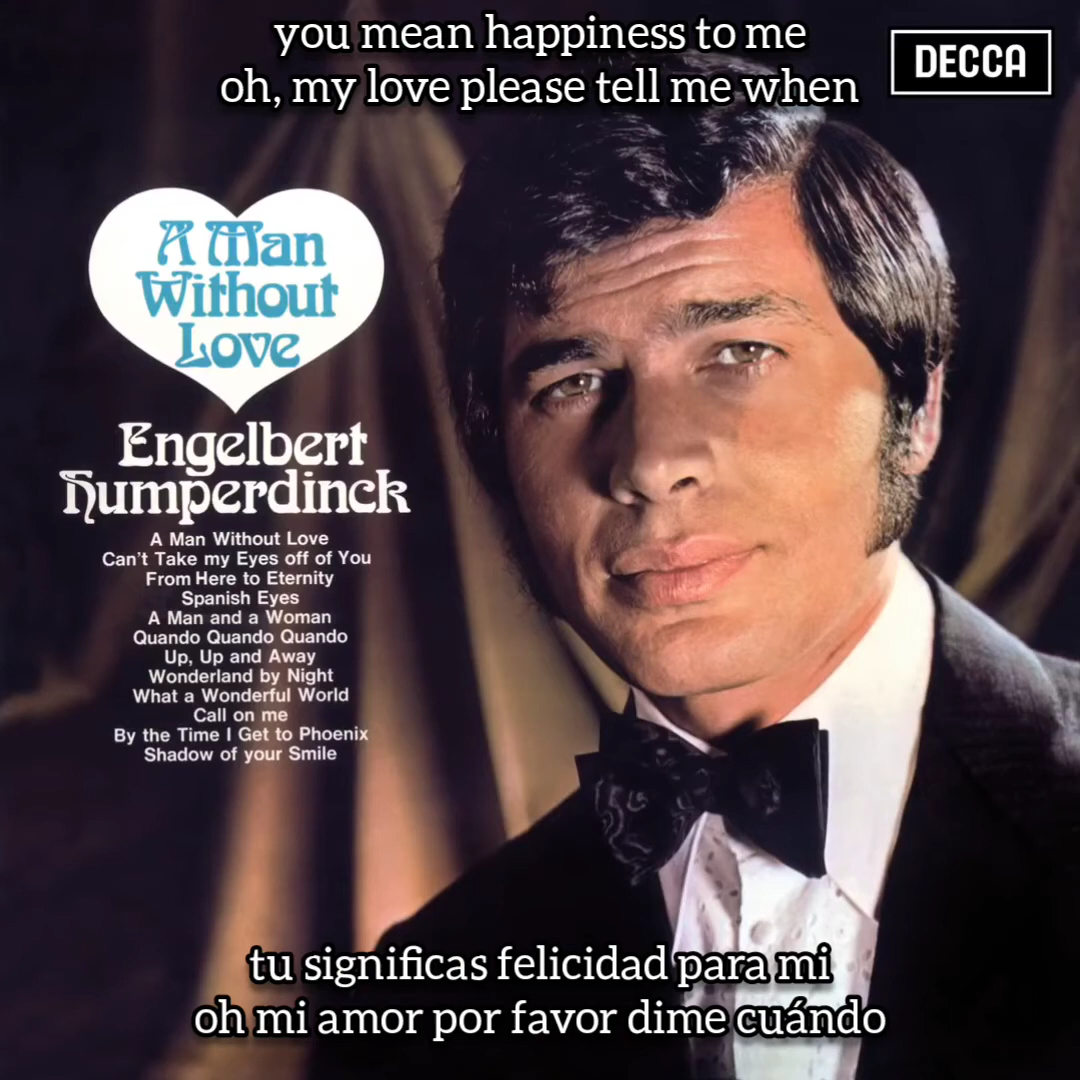 you mean happiness to me
oh, my love please tell me when
DECCA
A Man
Without
Love
Engelbert
Humperdinck
A Man Without Love
Can't Take my Eyes off of You
From Here to Eternity
Spanish Eyes
A Man and a Woman
Quando Quando Quando
Up, Up and Away
Wonderland by Night
What a Wonderful World
Call on me
By the Time I Get to Phoenix
Shadow of your Smile
tu significas felicidad para mi
oh mi amor por favor dime cuándo